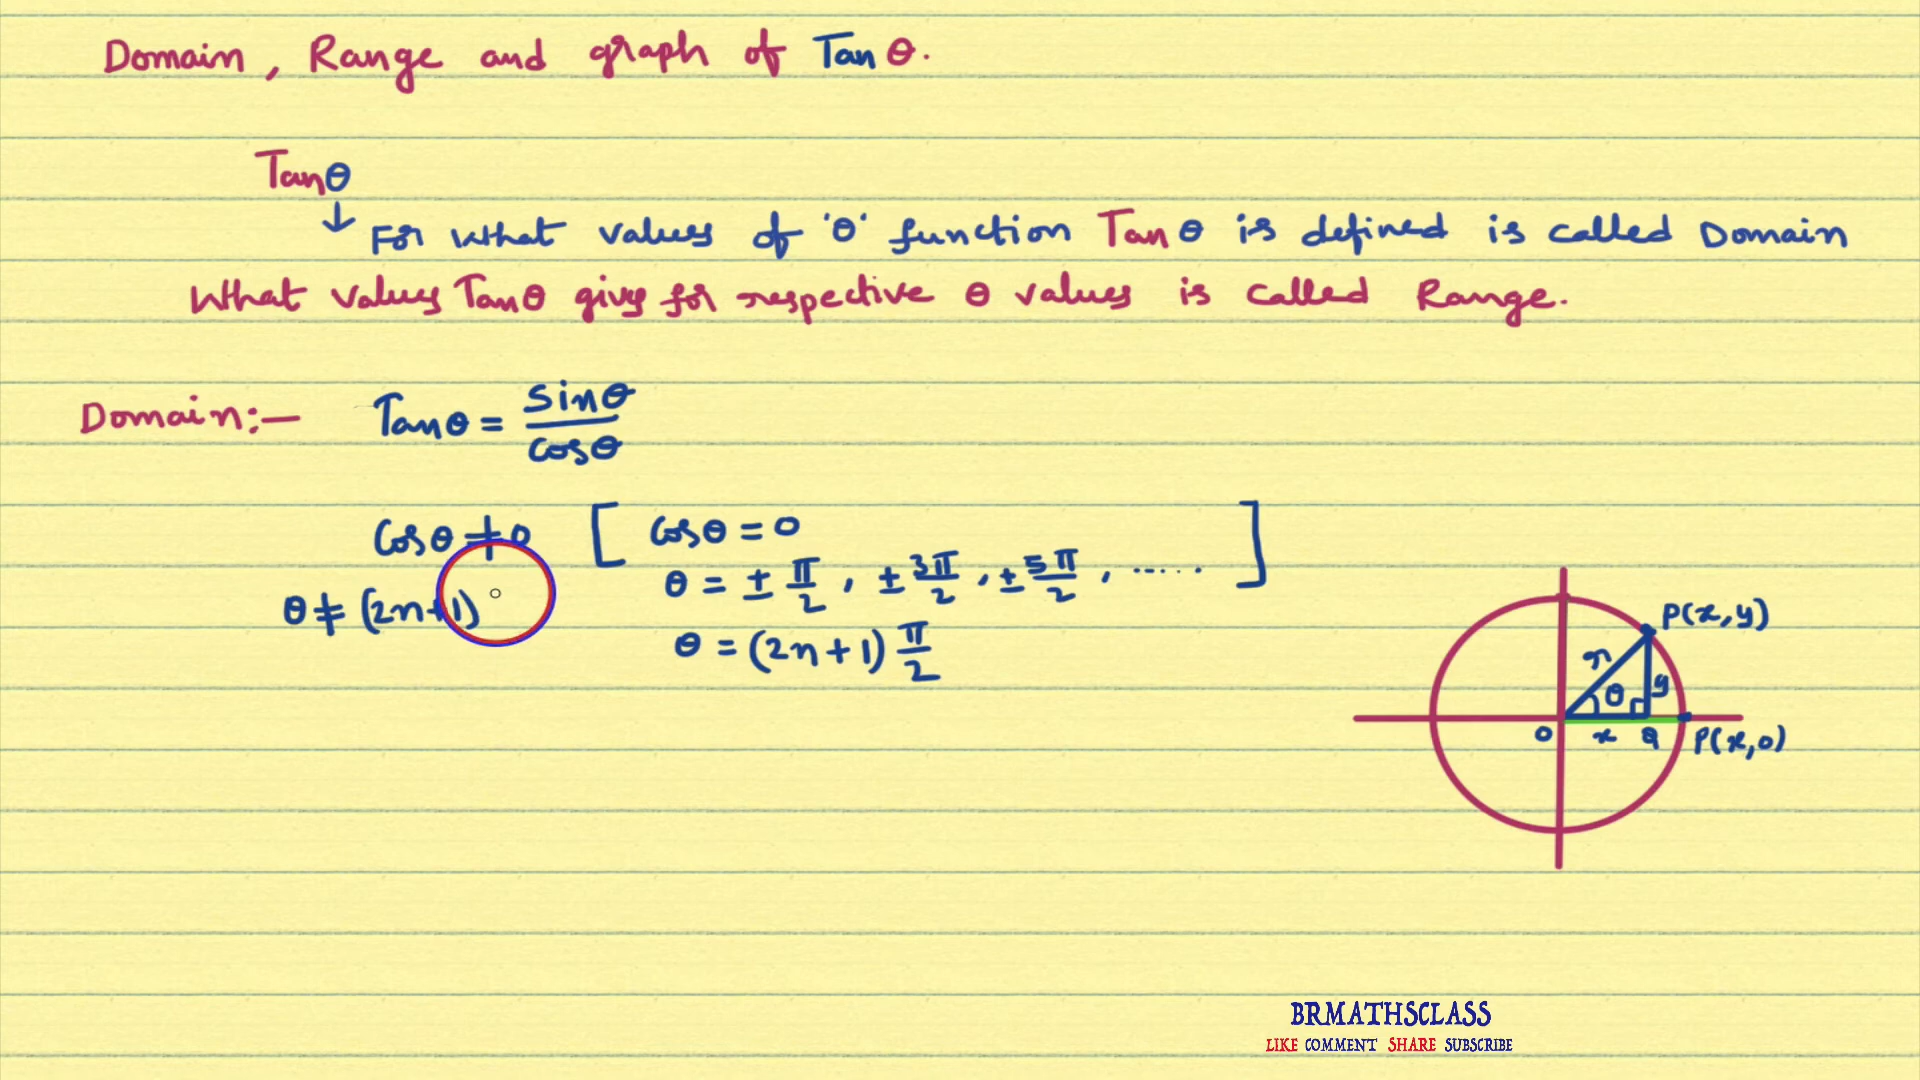 Domain, Range and graph of Tan θ.
Tanθ
↓ For what values of 'θ' function Tan θ is defined is called Domain
What values Tanθ gives for respective θ values is called Range.
Domain:— Tanθ = sinθ/cosθ
Cosθ ≠ 0 [ Cosθ = 0
θ = ± π/2, ± 3π/2, ± 5π/2, ...... ]
θ ≠ (2n+1)
θ = (2n+1) π/2
P(x,y)
r
θ
y
O x Q P(x,0)
BRMATHSCLASS
LIKE COMMENT SHARE SUBSCRIBE